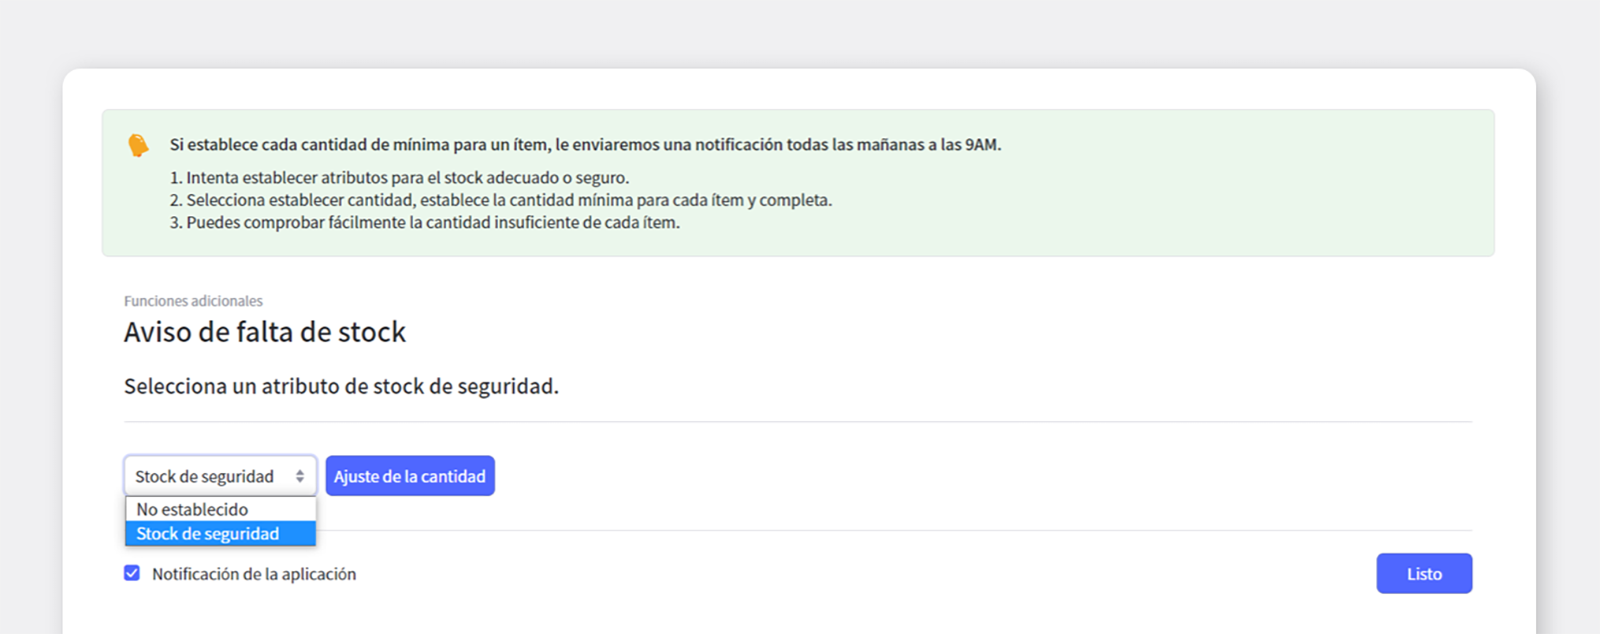 Si establece cada cantidad de mínima para un ítem, le enviaremos una notificación todas las mañanas a las 9AM.
1. Intenta establecer atributos para el stock adecuado o seguro.
2. Selecciona establecer cantidad, establece la cantidad mínima para cada ítem y completa.
3. Puedes comprobar fácilmente la cantidad insuficiente de cada ítem.
Funciones adicionales
Aviso de falta de stock
Selecciona un atributo de stock de seguridad.
Stock de seguridad Ajuste de la cantidad
No establecido
Stock de seguridad
Notificación de la aplicación Listo